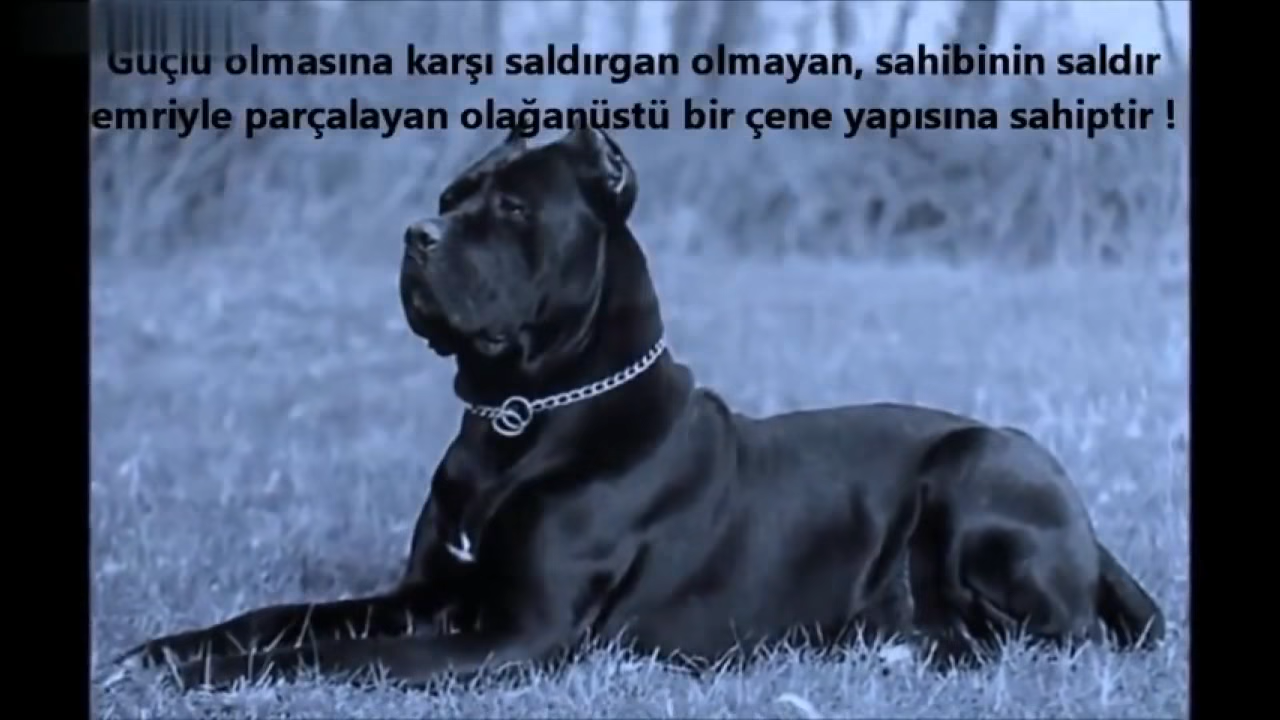 Güçlü olmasına karşı saldırgan olmayan, sahibinin saldır
emriyle parçalayan olağanüstü bir çene yapısına sahiptir !